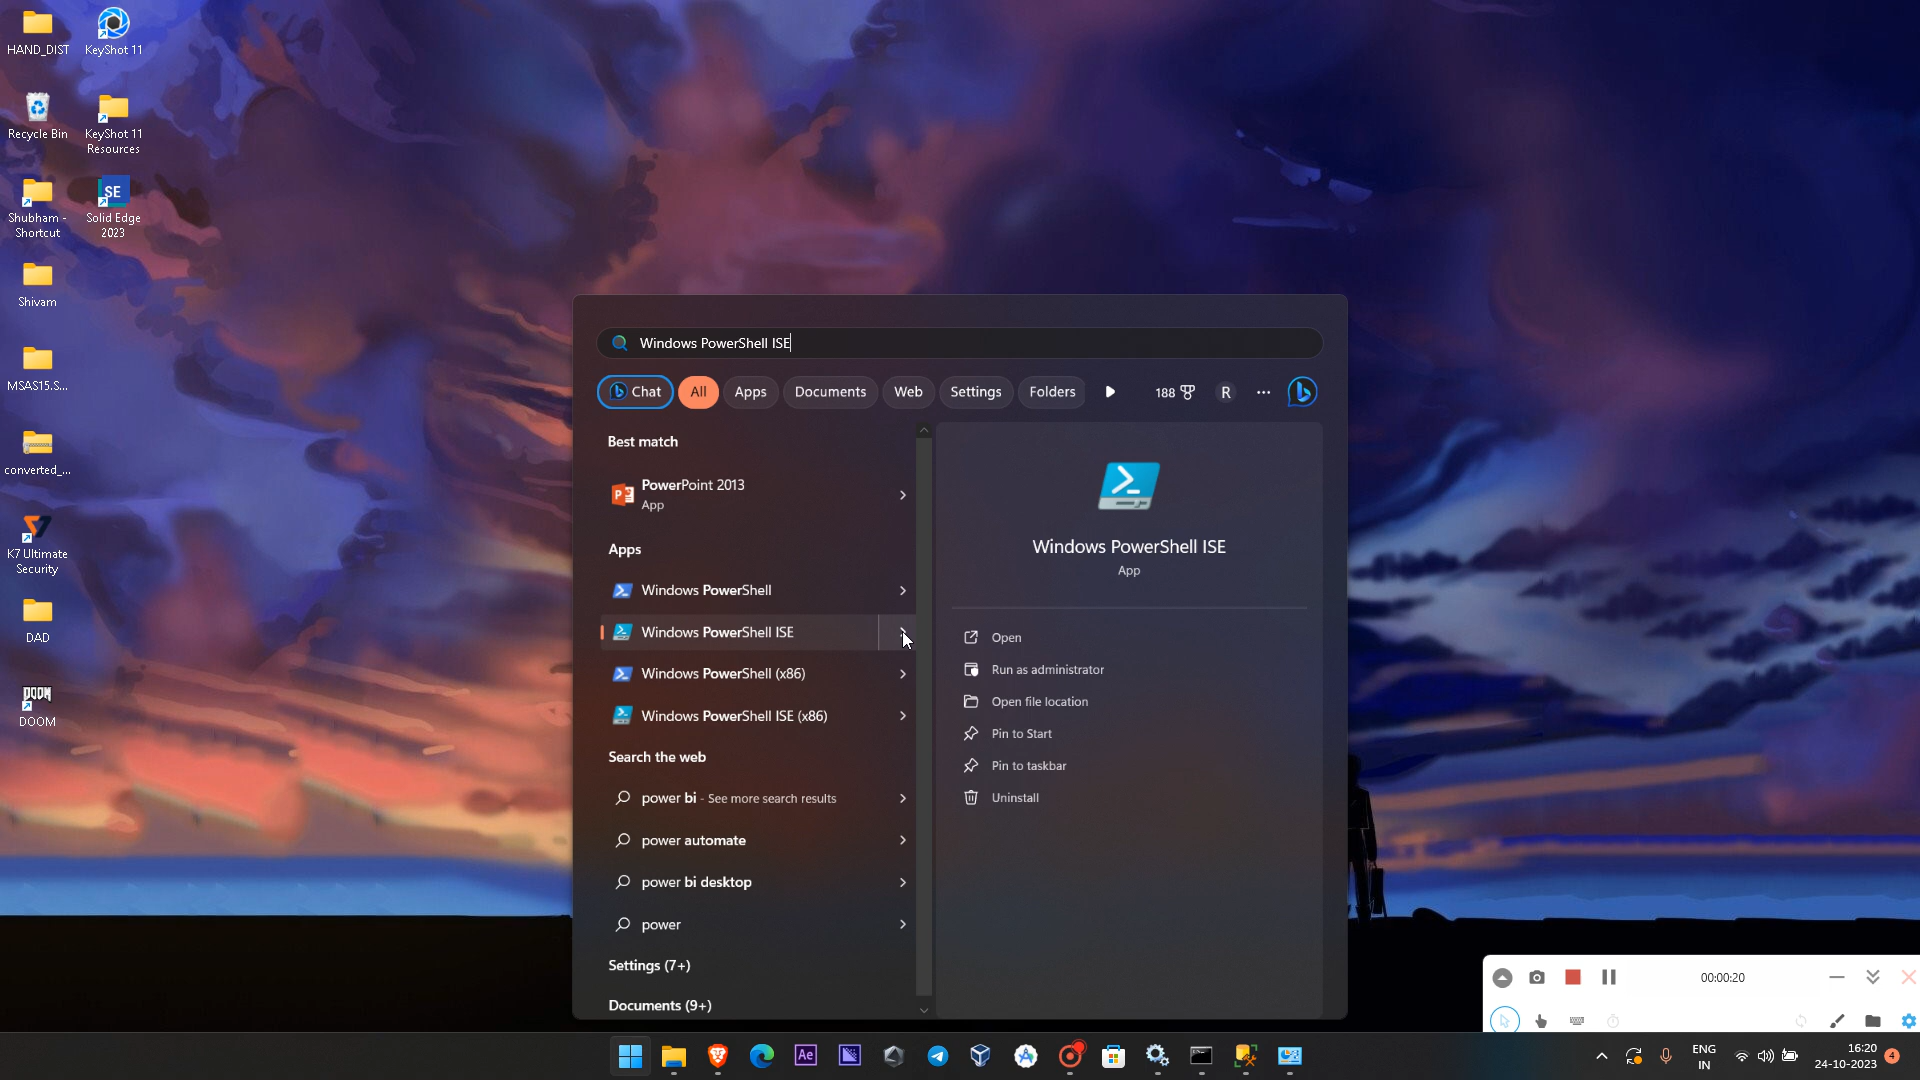 HAND_DIST
KeyShot 11
Recycle Bin
KeyShot 11
Resources
Shubham -
Shortcut
SE
Solid Edge
2023
Shivam
MSAS15.S...
converted_...
K7 Ultimate
Security
DAD
DOOM
DOOM
Windows PowerShell ISE
Chat
All
Apps
Documents
Web
Settings
Folders
188
R
Best match
PowerPoint 2013
App
Apps
Windows PowerShell
Windows PowerShell ISE
Windows PowerShell (x86)
Windows PowerShell ISE (x86)
Search the web
power bi - See more search results
power automate
power bi desktop
power
Settings (7+)
Documents (9+)
Windows PowerShell ISE
App
Open
Run as administrator
Open file location
Pin to Start
Pin to taskbar
Uninstall
00:00:20
Ae
ENG
IN
16:20
24-10-2023
4